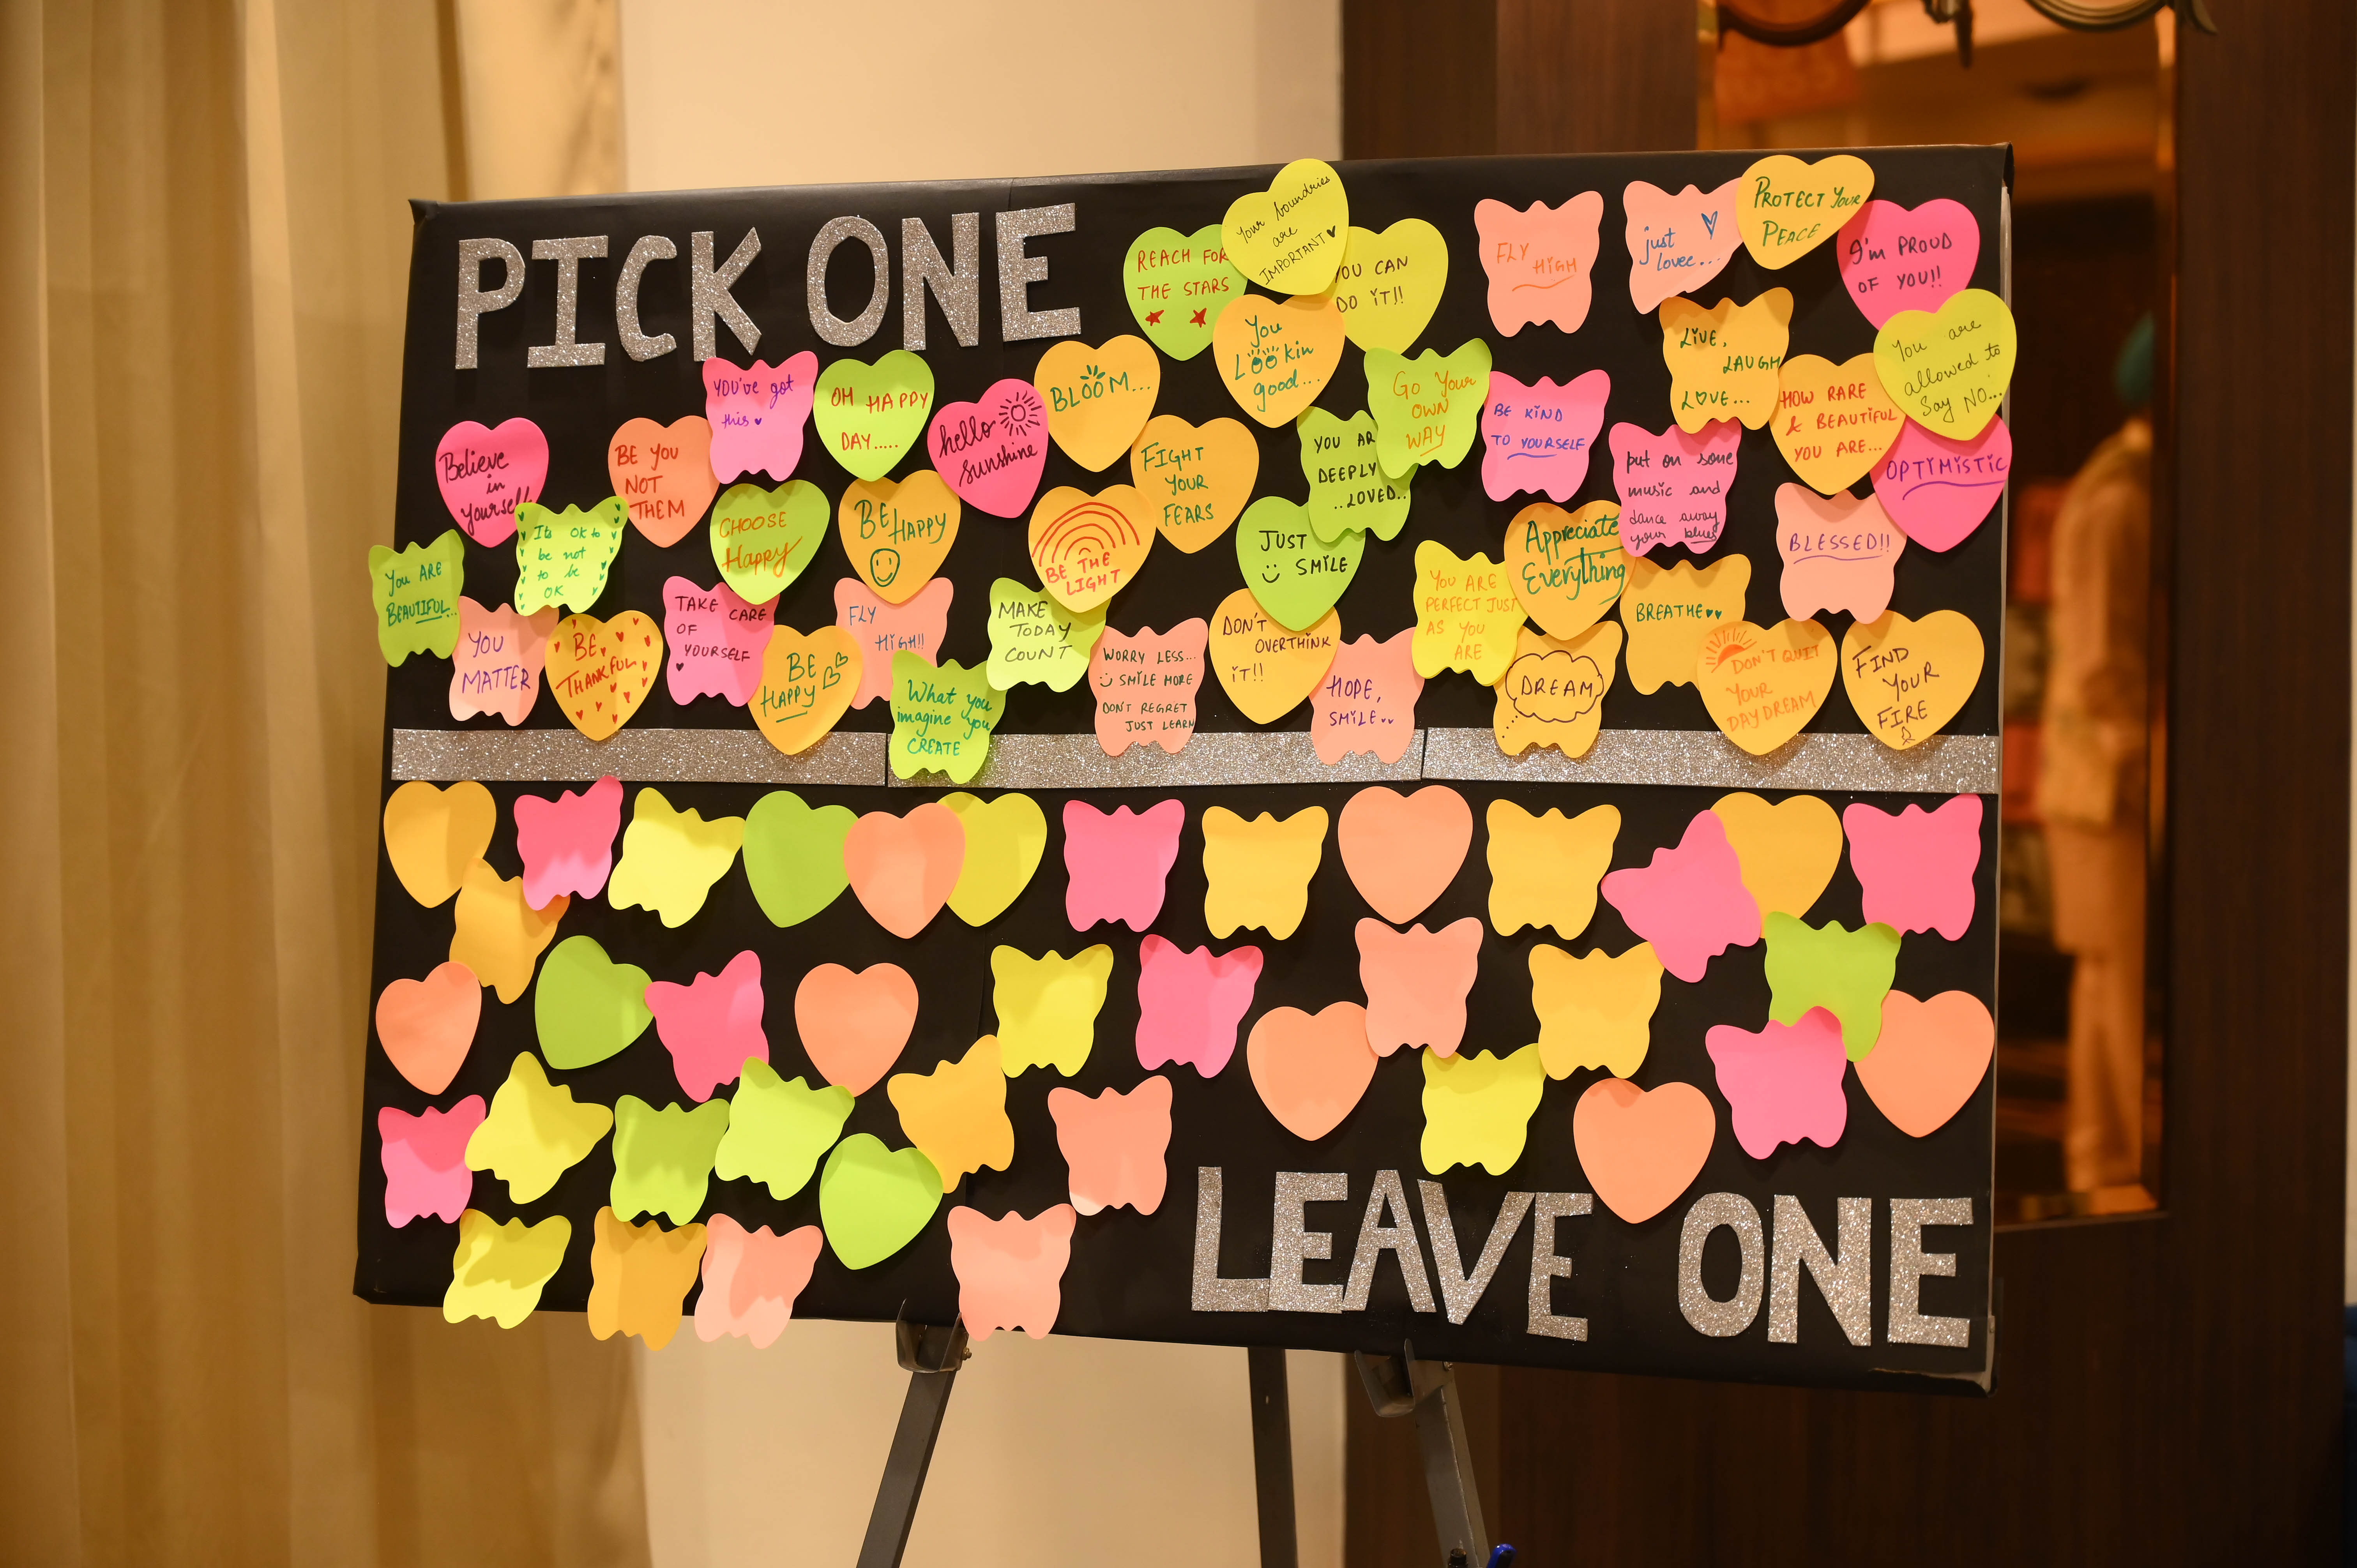 PICK ONE
REACH FOR
THE STARS
Your boundries
are
IMPORTANT
YOU CAN
DO IT!!
FLY
HIGH
just
lovee...
PROTECT YOUR
PEACE
I'm PROUD
OF YOU!!
YOU'VE got
this
OH HAPPY
DAY.....
hello
sunshine
BLOOM...
You
LOOkin
good....
GO YOUR
OWN
WAY
BE KIND
TO YOURSELF
LIVE,
LAUGH
LOVE...
HOW RARE
& BEAUTIFUL
YOU ARE...
You are
allowed to
Say NO...
Believe
in
yourself
BE YOU
NOT
THEM
FIGHT
YOUR
FEARS
YOU AR
DEEPLY
..LOVED..
put on some
music and
dance away
your blues
OPTIMISTIC
YOU ARE
BEAUTIFUL...
Its OK to
be not
to be
OK
CHOOSE
Happy
BE HAPPY
BE THE
LIGHT
JUST
SMILE
YOU ARE
PERFECT JUST
AS YOU
ARE
Appreciate
Everything
BREATHE
BLESSED!!
YOU
MATTER
BE
THANKFUL
TAKE CARE
OF
YOURSELF
BE
HAPPY
FLY
HIGH!!
What you
imagine you
CREATE
MAKE
TODAY
COUNT
WORRY LESS...
SMILE MORE
DON'T REGRET
JUST LEARN
DON'T
OVERTHINK
IT!!
HOPE,
SMILE..
DREAM
DON'T QUIT
YOUR
DAYDREAM
FIND
YOUR
FIRE
LEAVE ONE